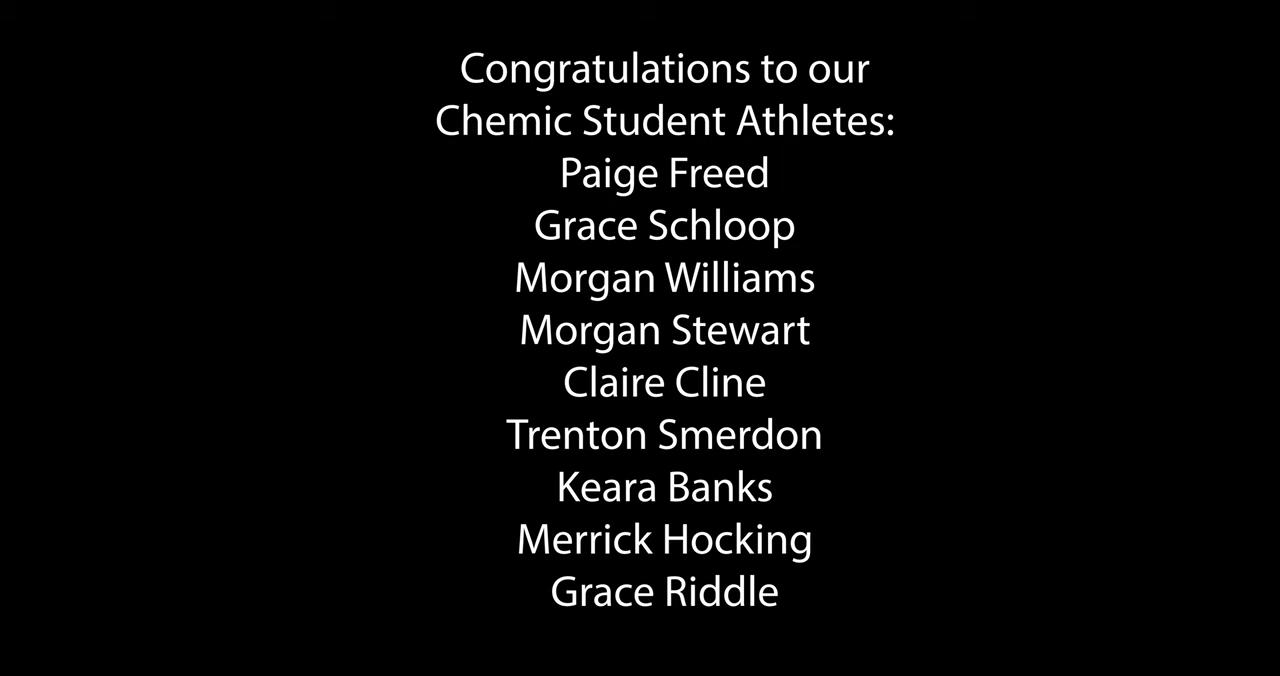 Congratulations to our
Chemic Student Athletes:
Paige Freed
Grace Schloop
Morgan Williams
Morgan Stewart
Claire Cline
Trenton Smerdon
Keara Banks
Merrick Hocking
Grace Riddle